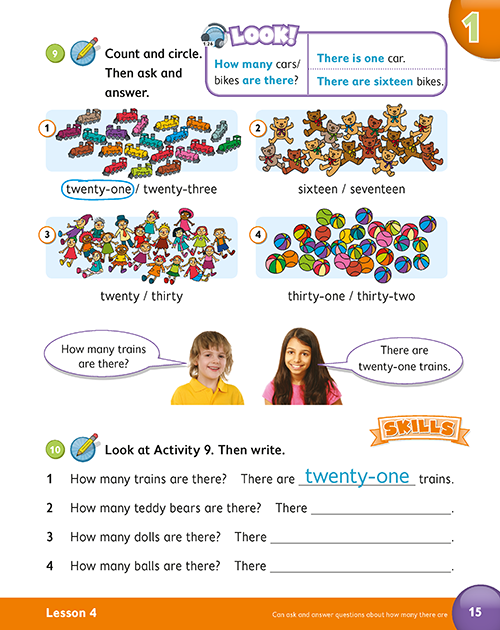 1
9
Count and circle.
Then ask and
answer.
1·26
LOOK!
How many cars/
bikes are there?
There is one car.
There are sixteen bikes.
1
twenty-one / twenty-three
2
sixteen / seventeen
3
twenty / thirty
4
thirty-one / thirty-two
How many trains
are there?
There are
twenty-one trains.
SKILLS
10
Look at Activity 9. Then write.
1 How many trains are there? There are twenty-one trains.
2 How many teddy bears are there? There ____________________.
3 How many dolls are there? There ____________________.
4 How many balls are there? There ____________________.
Lesson 4
Can ask and answer questions about how many there are
15